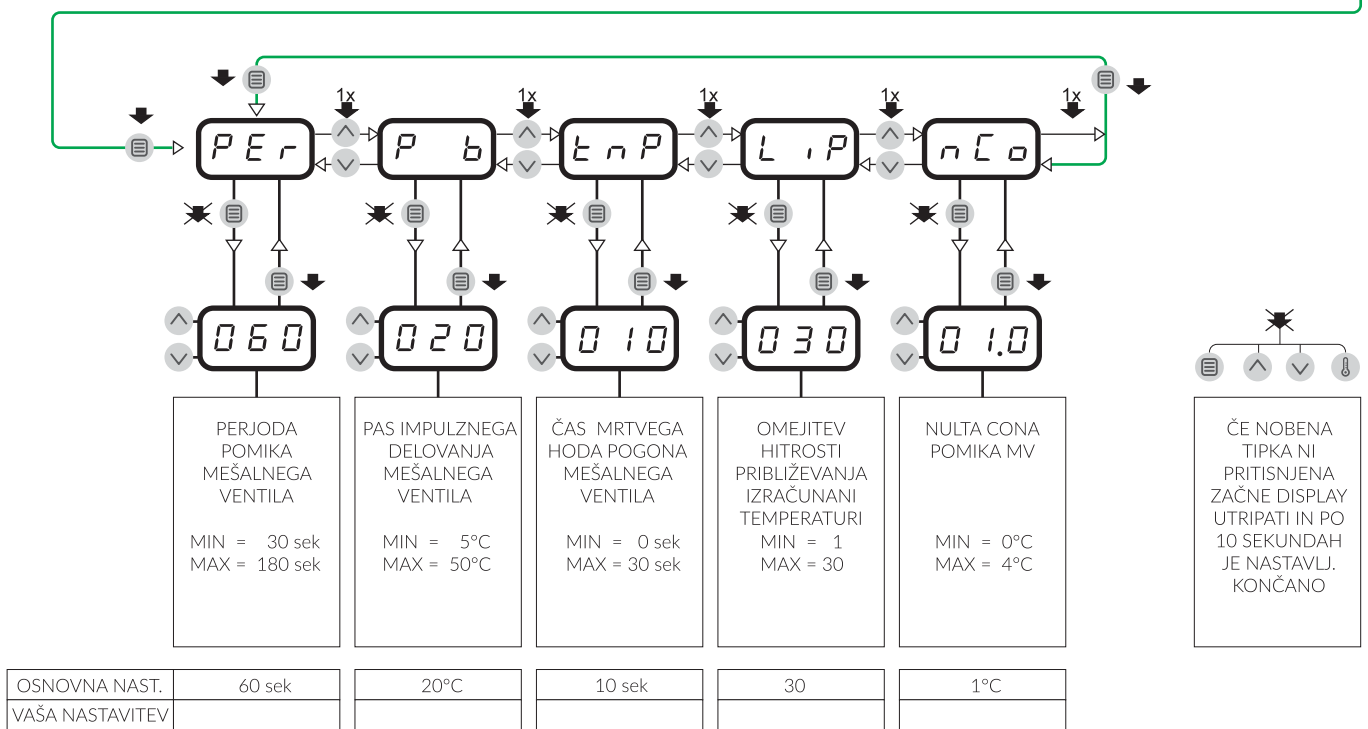 1x
1x
1x
1x
1x
PEr
P b
tnP
LiP
nCo
060
020
010
030
01.0
PERJODA
POMIKA
MEŠALNEGA
VENTILA
MIN = 30 sek
MAX = 180 sek
PAS IMPULZNEGA
DELOVANJA
MEŠALNEGA
VENTILA
MIN = 5°C
MAX = 50°C
ČAS MRTVEGA
HODA POGONA
MEŠALNEGA
VENTILA
MIN = 0 sek
MAX = 30 sek
OMEJITEV
HITROSTI
PRIBLIŽEVANJA
IZRAČUNANI
TEMPERATURI
MIN = 1
MAX = 30
NULTA CONA
POMIKA MV
MIN = 0°C
MAX = 4°C
ČE NOBENA
TIPKA NI
PRITISNJENA
ZAČNE DISPLAY
UTRIPATI IN PO
10 SEKUNDAH
JE NASTAVLJ.
KONČANO
OSNOVNA NAST. 60 sek 20°C 10 sek 30 1°C
VAŠA NASTAVITEV